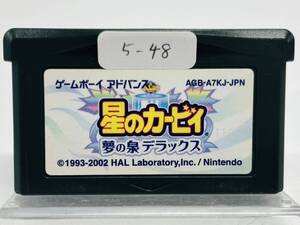 5-48
ゲームボーイ アドバンス AGB-A7KJ-JPN
星のカービィ
夢の泉デラックス
©1993-2002 HAL Laboratory,Inc. / Nintendo